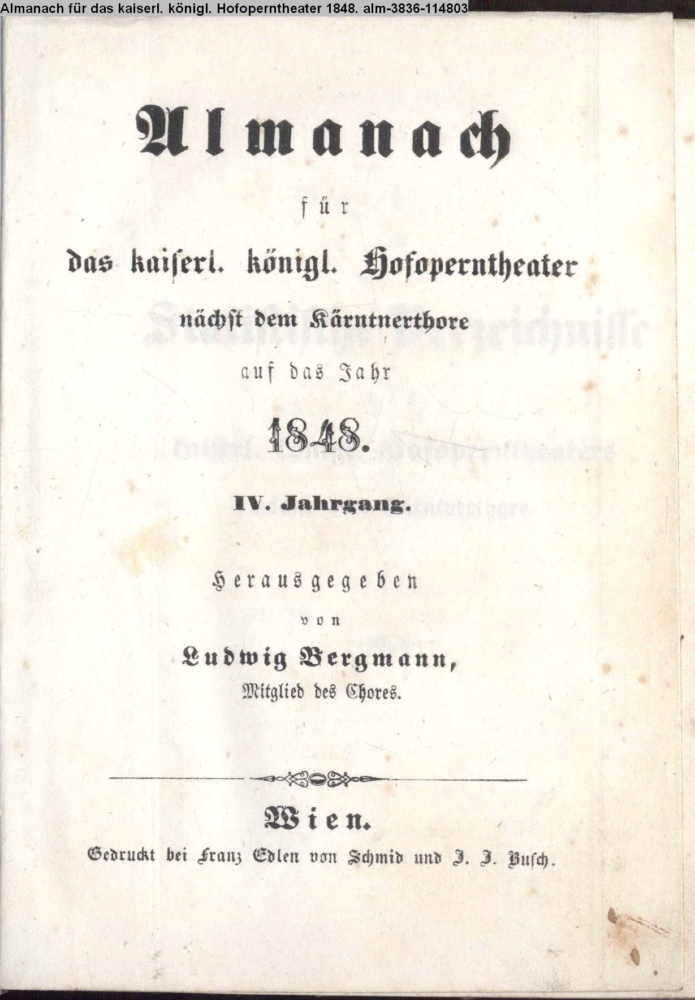 Almanach für das kaiserl. königl. Hofoperntheater 1848. alm-3836-114803
Almanach
für
das kaiserl. königl. Hofoperntheater
nächst dem Kärntnerthore
auf das Jahr
1848.
IV. Jahrgang.
Herausgegeben
von
Ludwig Bergmann,
Mitglied des Chores.
Wien.
Gedruckt bei Franz Edlen von Schmid und J. J. Busch.